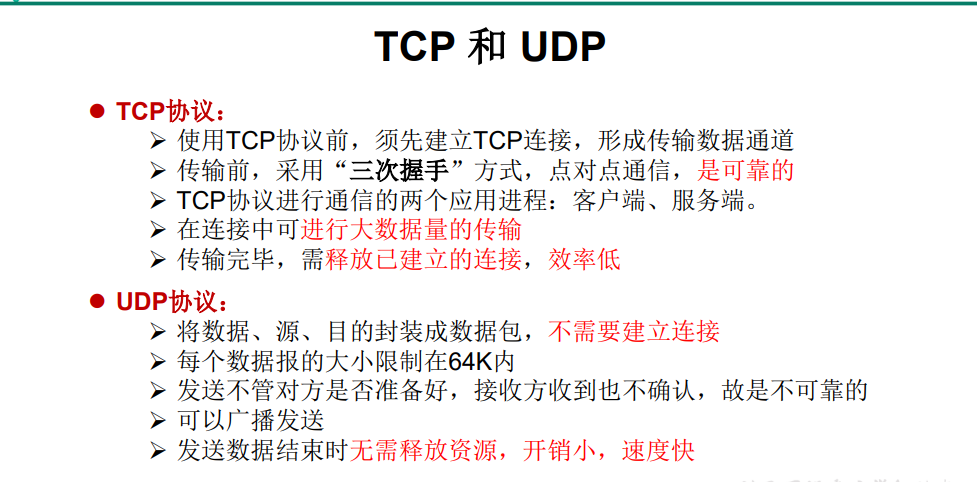 TCP 和 UDP
● TCP协议：
➢ 使用TCP协议前，须先建立TCP连接，形成传输数据通道
➢ 传输前，采用“三次握手”方式，点对点通信，是可靠的
➢ TCP协议进行通信的两个应用进程：客户端、服务端。
➢ 在连接中可进行大数据量的传输
➢ 传输完毕，需释放已建立的连接，效率低
● UDP协议：
➢ 将数据、源、目的封装成数据包，不需要建立连接
➢ 每个数据报的大小限制在64K内
➢ 发送不管对方是否准备好，接收方收到也不确认，故是不可靠的
➢ 可以广播发送
➢ 发送数据结束时无需释放资源，开销小，速度快